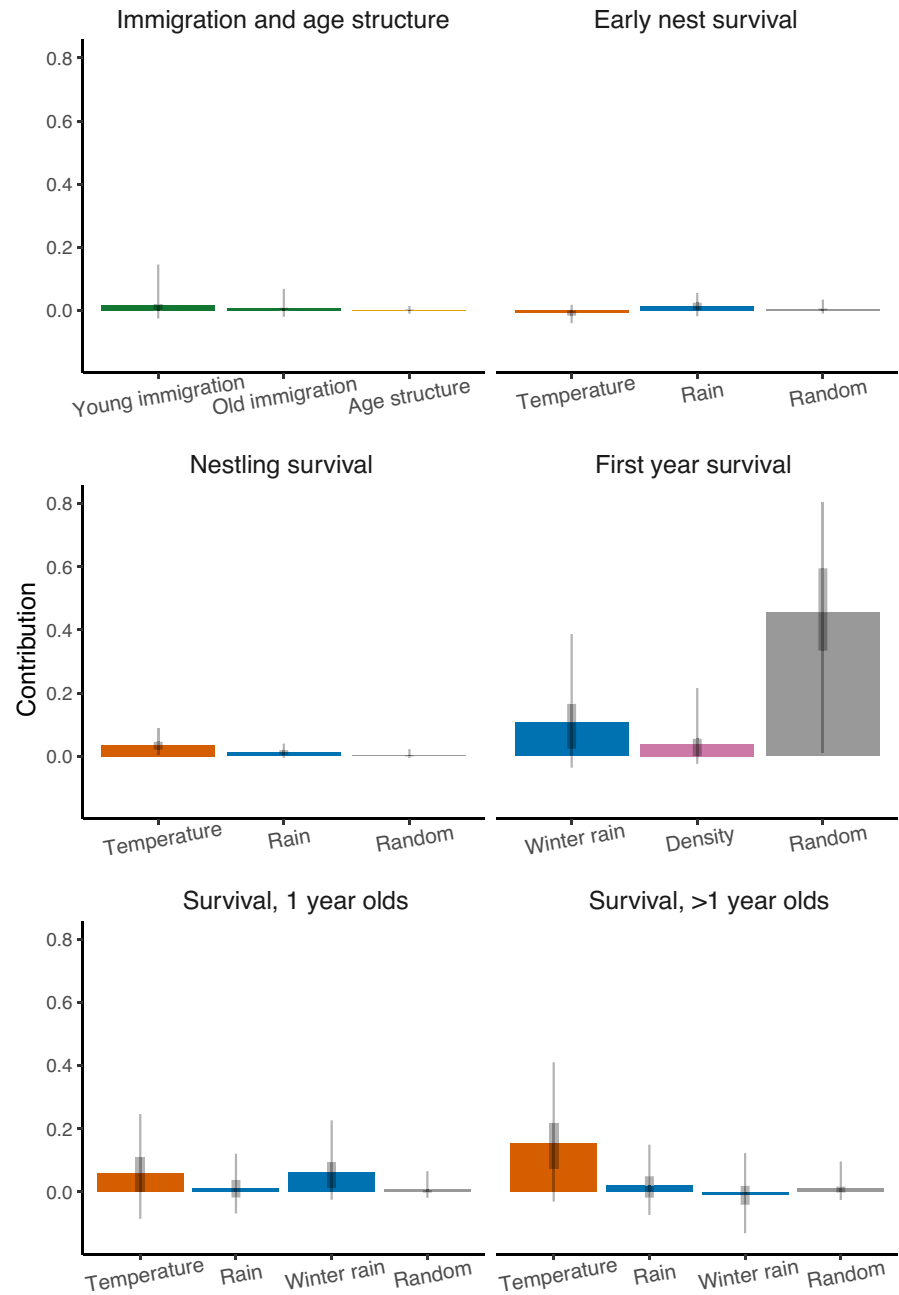 Immigration and age structure
Early nest survival
0.8
0.6
0.4
0.2
0.0
Young immigration
Old immigration
Age structure
Temperature
Rain
Random
Nestling survival
First year survival
Contribution
0.8
0.6
0.4
0.2
0.0
Temperature
Rain
Random
Winter rain
Density
Random
Survival, 1 year olds
Survival, >1 year olds
0.8
0.6
0.4
0.2
0.0
Temperature
Rain
Winter rain
Random
Temperature
Rain
Winter rain
Random